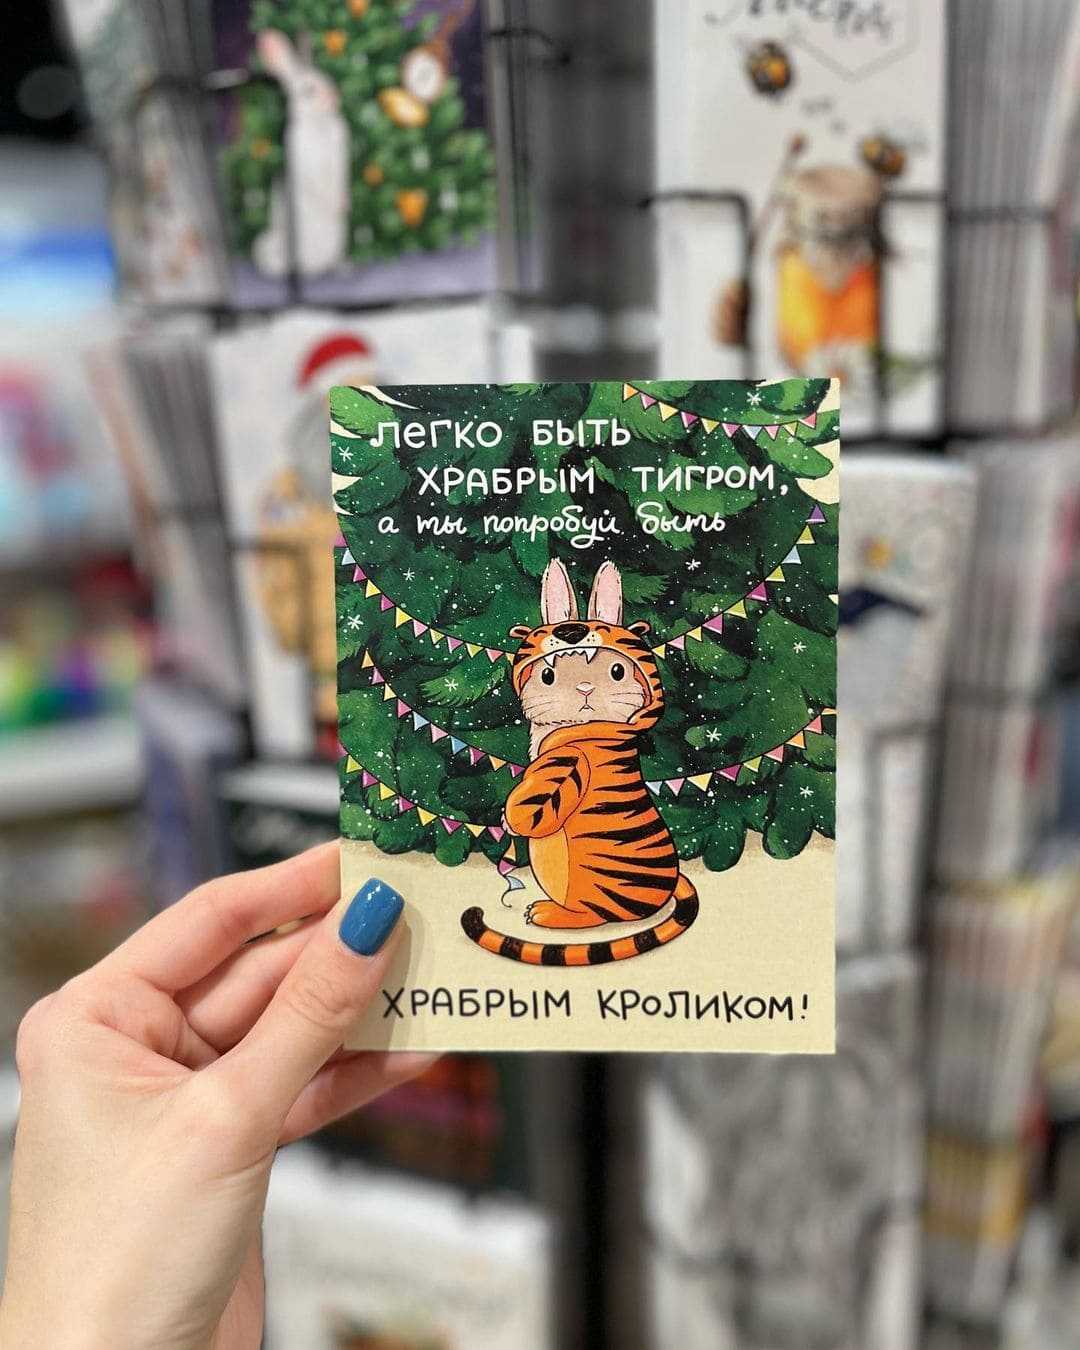 Легко быть
храбрым тигром,
а ты попробуй быть
храбрым кроликом!